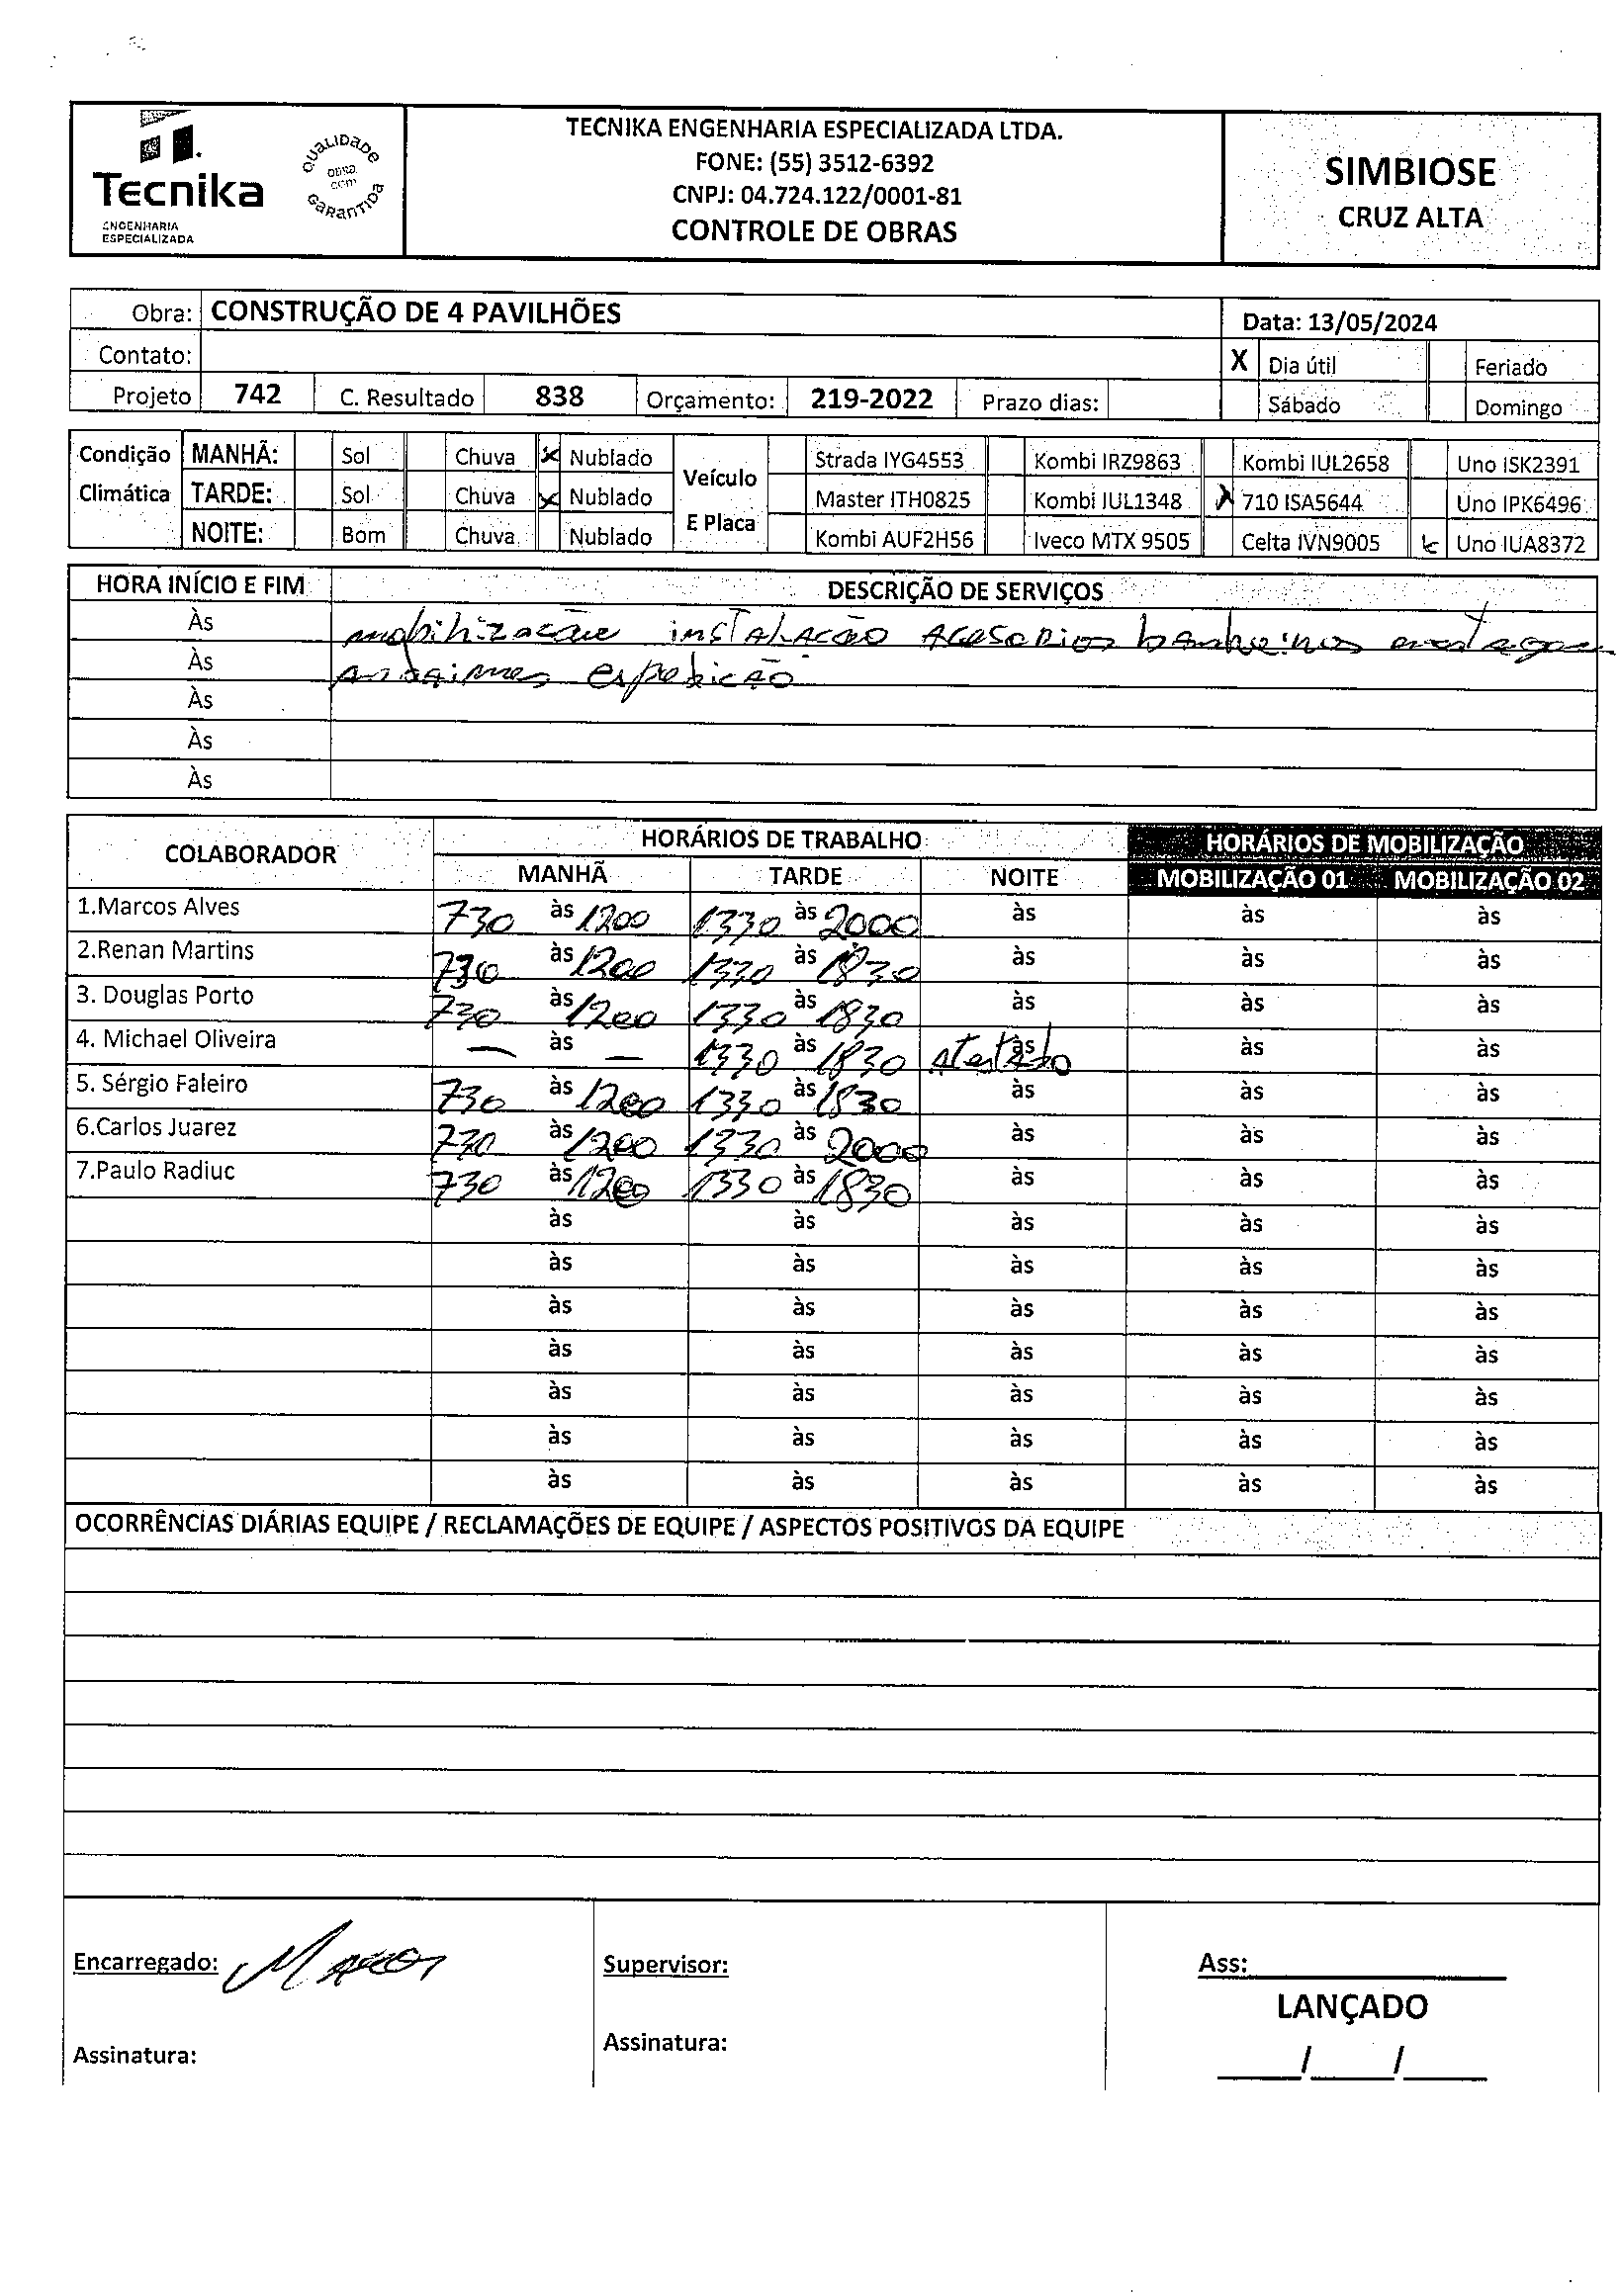 TECNIKA ENGENHARIA ESPECIALIZADA LTDA.
FONE: (55) 3512-6392
CNPJ: 04.724.122/0001-81
CONTROLE DE OBRAS
Tecnika
ENGENHARIA
ESPECIALIZADA
QUALIDADE
OBRA
COM
GARANTIDA
SIMBIOSE
CRUZ ALTA
Obra: CONSTRUÇÃO DE 4 PAVILHÕES
Data: 13/05/2024
Contato:
X Dia útil Feriado
Projeto 742 C. Resultado 838 Orçamento: 219-2022 Prazo dias:
Sábado Domingo
Condição Climática
Veículo E Placa
MANHÃ: Sol Chuva X Nublado Strada IYG4553 Kombi IRZ9863 Kombi IUL2658 Uno ISK2391
TARDE: Sol Chuva X Nublado Master ITH0825 Kombi IUL1348 X 710 ISA5644 Uno IPK6496
NOITE: Bom Chuva Nublado Kombi AUF2H56 Iveco MTX 9505 Celta IVN9005 Uno IUA8372
HORA INÍCIO E FIM DESCRIÇÃO DE SERVIÇOS
Às instalacão acesorios banheiros
Às expedicão
Às
Às
Às
COLABORADOR HORÁRIOS DE TRABALHO HORÁRIOS DE MOBILIZAÇÃO
MANHÃ TARDE NOITE MOBILIZAÇÃO 01 MOBILIZAÇÃO 02
1.Marcos Alves 730 às 1200 1330 às 2000 às às às
2.Renan Martins 730 às 1200 1330 às 1830 às às às
3. Douglas Porto 730 às 1200 1330 às 1830 às às às
4. Michael Oliveira — às — 1330 às 1830 atestado às às às
5. Sérgio Faleiro 730 às 1200 1330 às 1830 às às às
6.Carlos Juarez 730 às 1200 1330 às 2000 às às às
7.Paulo Radiuc 730 às 1200 1330 às 1830 às às às
às às às às às
às às às às às
às às às às às
às às às às às
às às às às às
às às às às às
às às às às às
OCORRÊNCIAS DIÁRIAS EQUIPE / RECLAMAÇÕES DE EQUIPE / ASPECTOS POSITIVOS DA EQUIPE
Encarregado: Marcos
Supervisor:
Ass:
LANÇADO
Assinatura:
Assinatura:
/ /